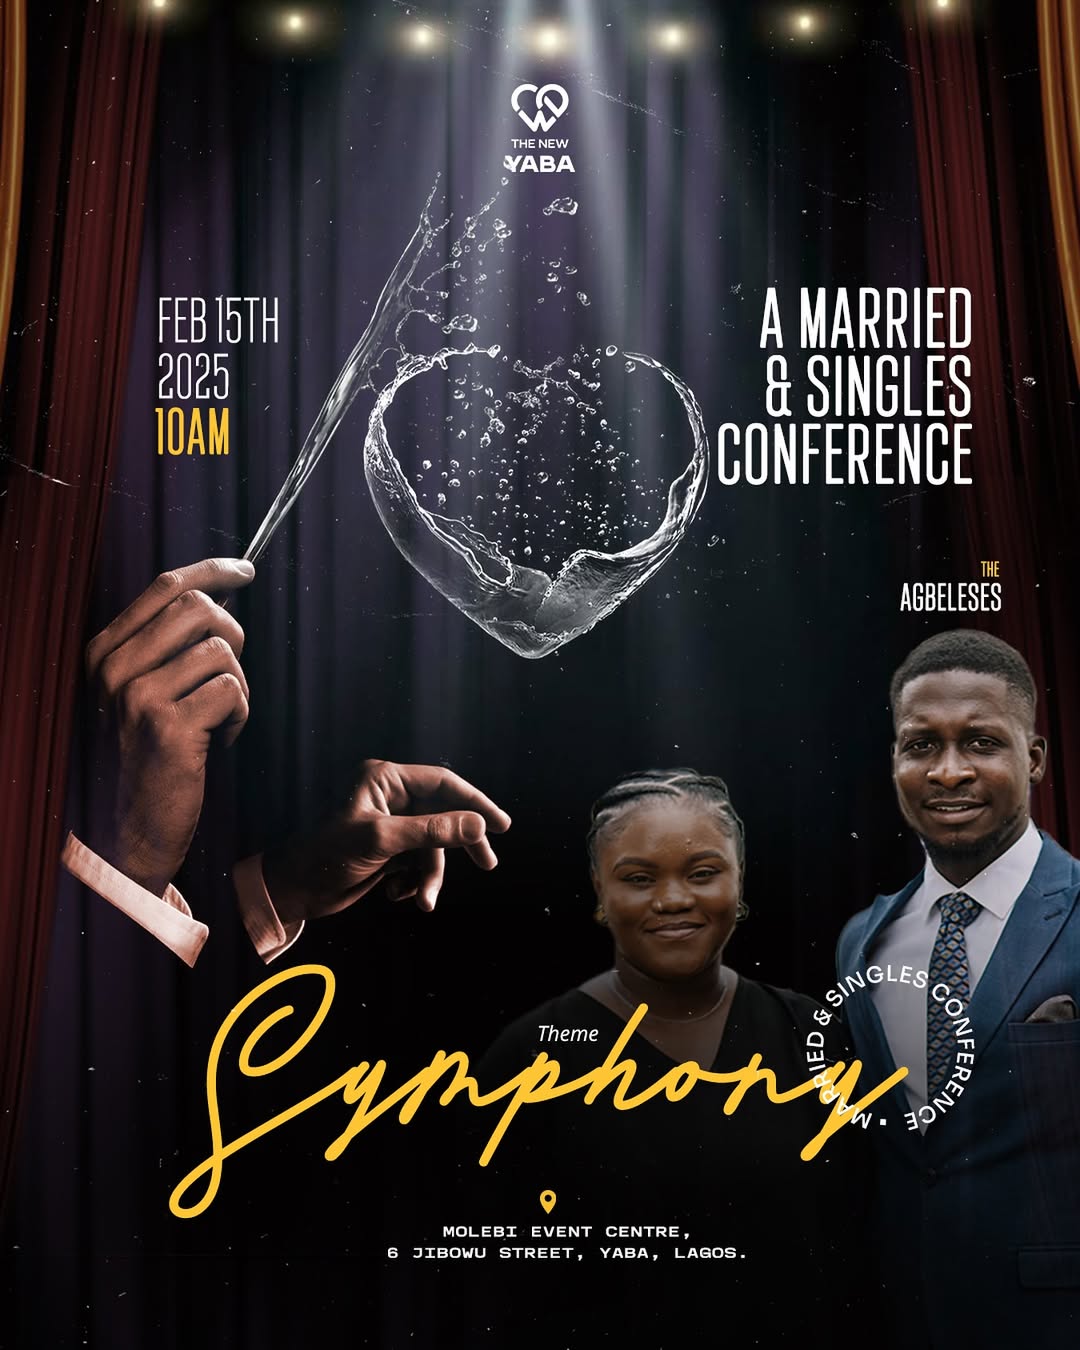 THE NEW
YABA
FEB 15TH
2025
10AM
A MARRIED
& SINGLES
CONFERENCE
THE
AGBELESES
Theme
Symphony
MARRIED & SINGLES CONFERENCE •
MOLEBI EVENT CENTRE,
6 JIBOWU STREET, YABA, LAGOS.